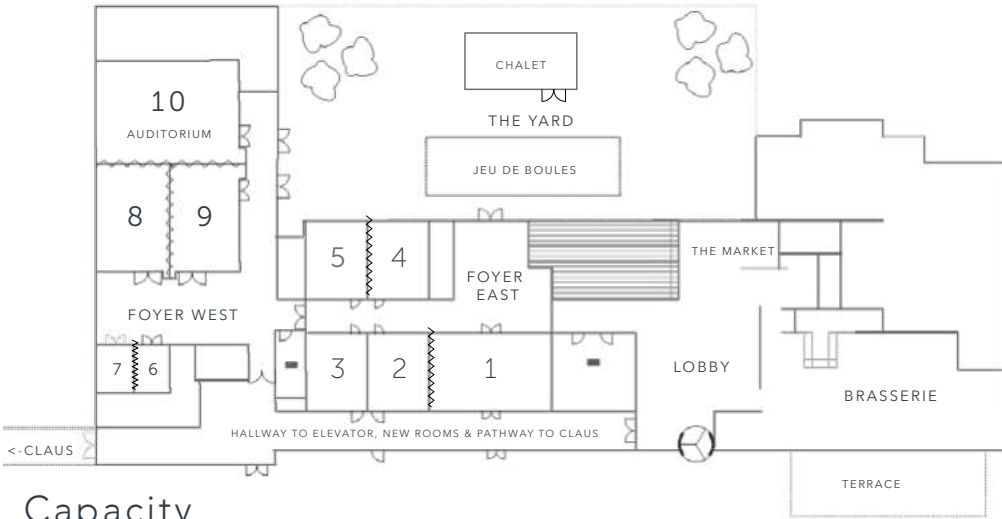 CHALET
10
AUDITORIUM
THE YARD
JEU DE BOULES
8
9
5
4
THE MARKET
FOYER
EAST
FOYER WEST
7
6
3
2
1
LOBBY
BRASSERIE
HALLWAY TO ELEVATOR, NEW ROOMS & PATHWAY TO CLAUS
<-CLAUS
TERRACE
Capacity